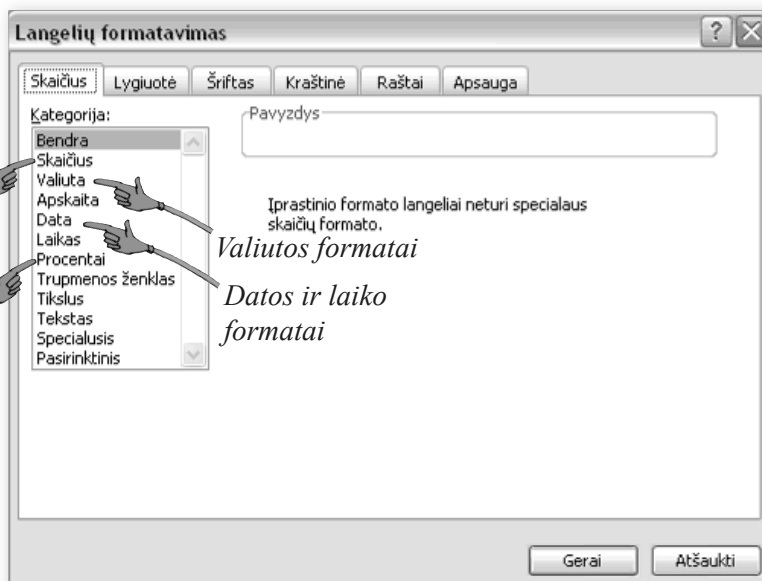 Langelių formatavimas
Skaičius
Lygiuotė
Šriftas
Kraštinė
Raštai
Apsauga
Kategorija:
Pavyzdys
Bendra
Skaičius
Valiuta
Apskaita
Data
Laikas
Procentai
Trupmenos ženklas
Tikslus
Tekstas
Specialusis
Pasirinktinis
Įprastinio formato langeliai neturi specialaus
skaičių formato.
Valiutos formatai
Datos ir laiko
formatai
Gerai
Atšaukti